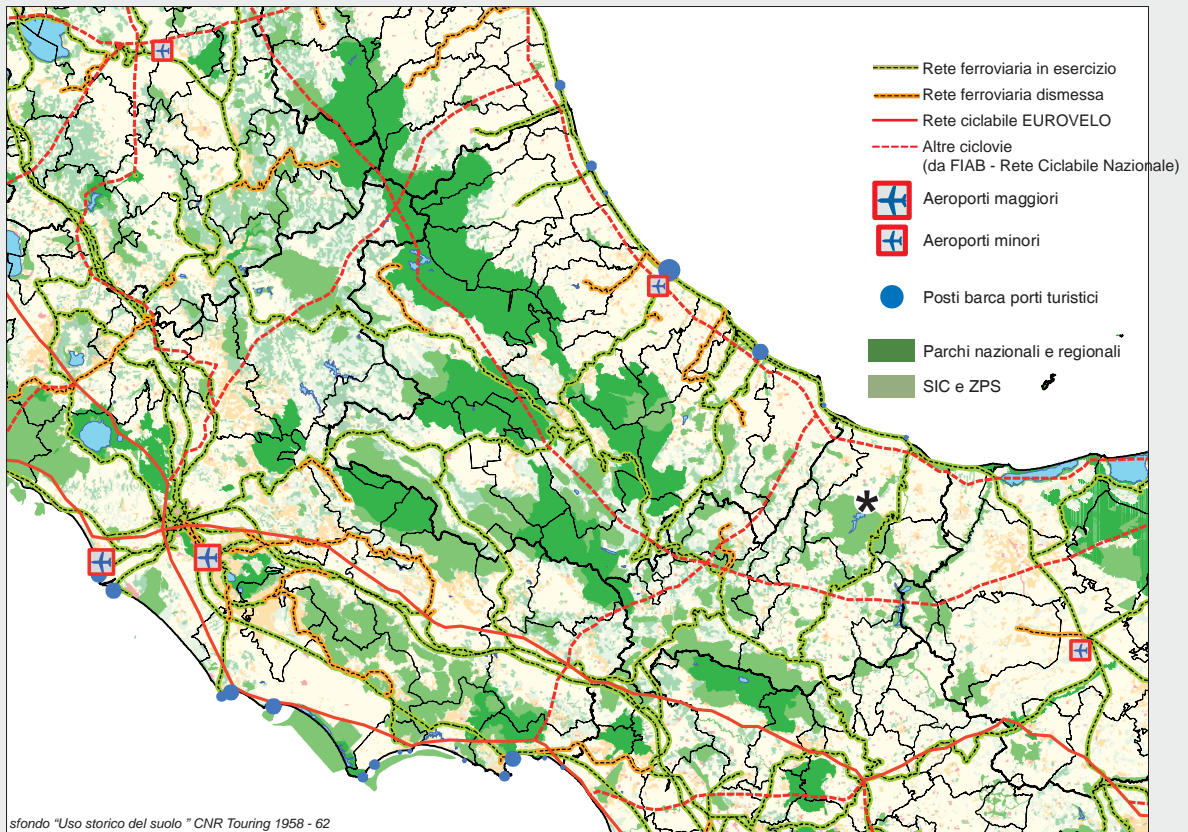 Rete ferroviaria in esercizio
Rete ferroviaria dismessa
Rete ciclabile EUROVELO
Altre ciclovie
(da FIAB - Rete Ciclabile Nazionale)
Aeroporti maggiori
Aeroporti minori
Posti barca porti turistici
Parchi nazionali e regionali
SIC e ZPS
*
sfondo “Uso storico del suolo ” CNR Touring 1958 - 62